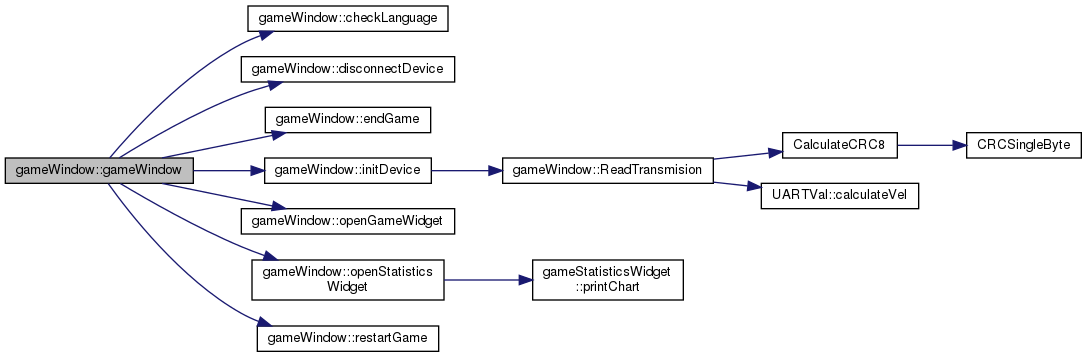 gameWindow::checkLanguage
gameWindow::disconnectDevice
gameWindow::endGame
CalculateCRC8
CRCSingleByte
gameWindow::gameWindow
gameWindow::initDevice
gameWindow::ReadTransmision
UARTVal::calculateVel
gameWindow::openGameWidget
gameWindow::openStatistics
Widget
gameStatisticsWidget
::printChart
gameWindow::restartGame